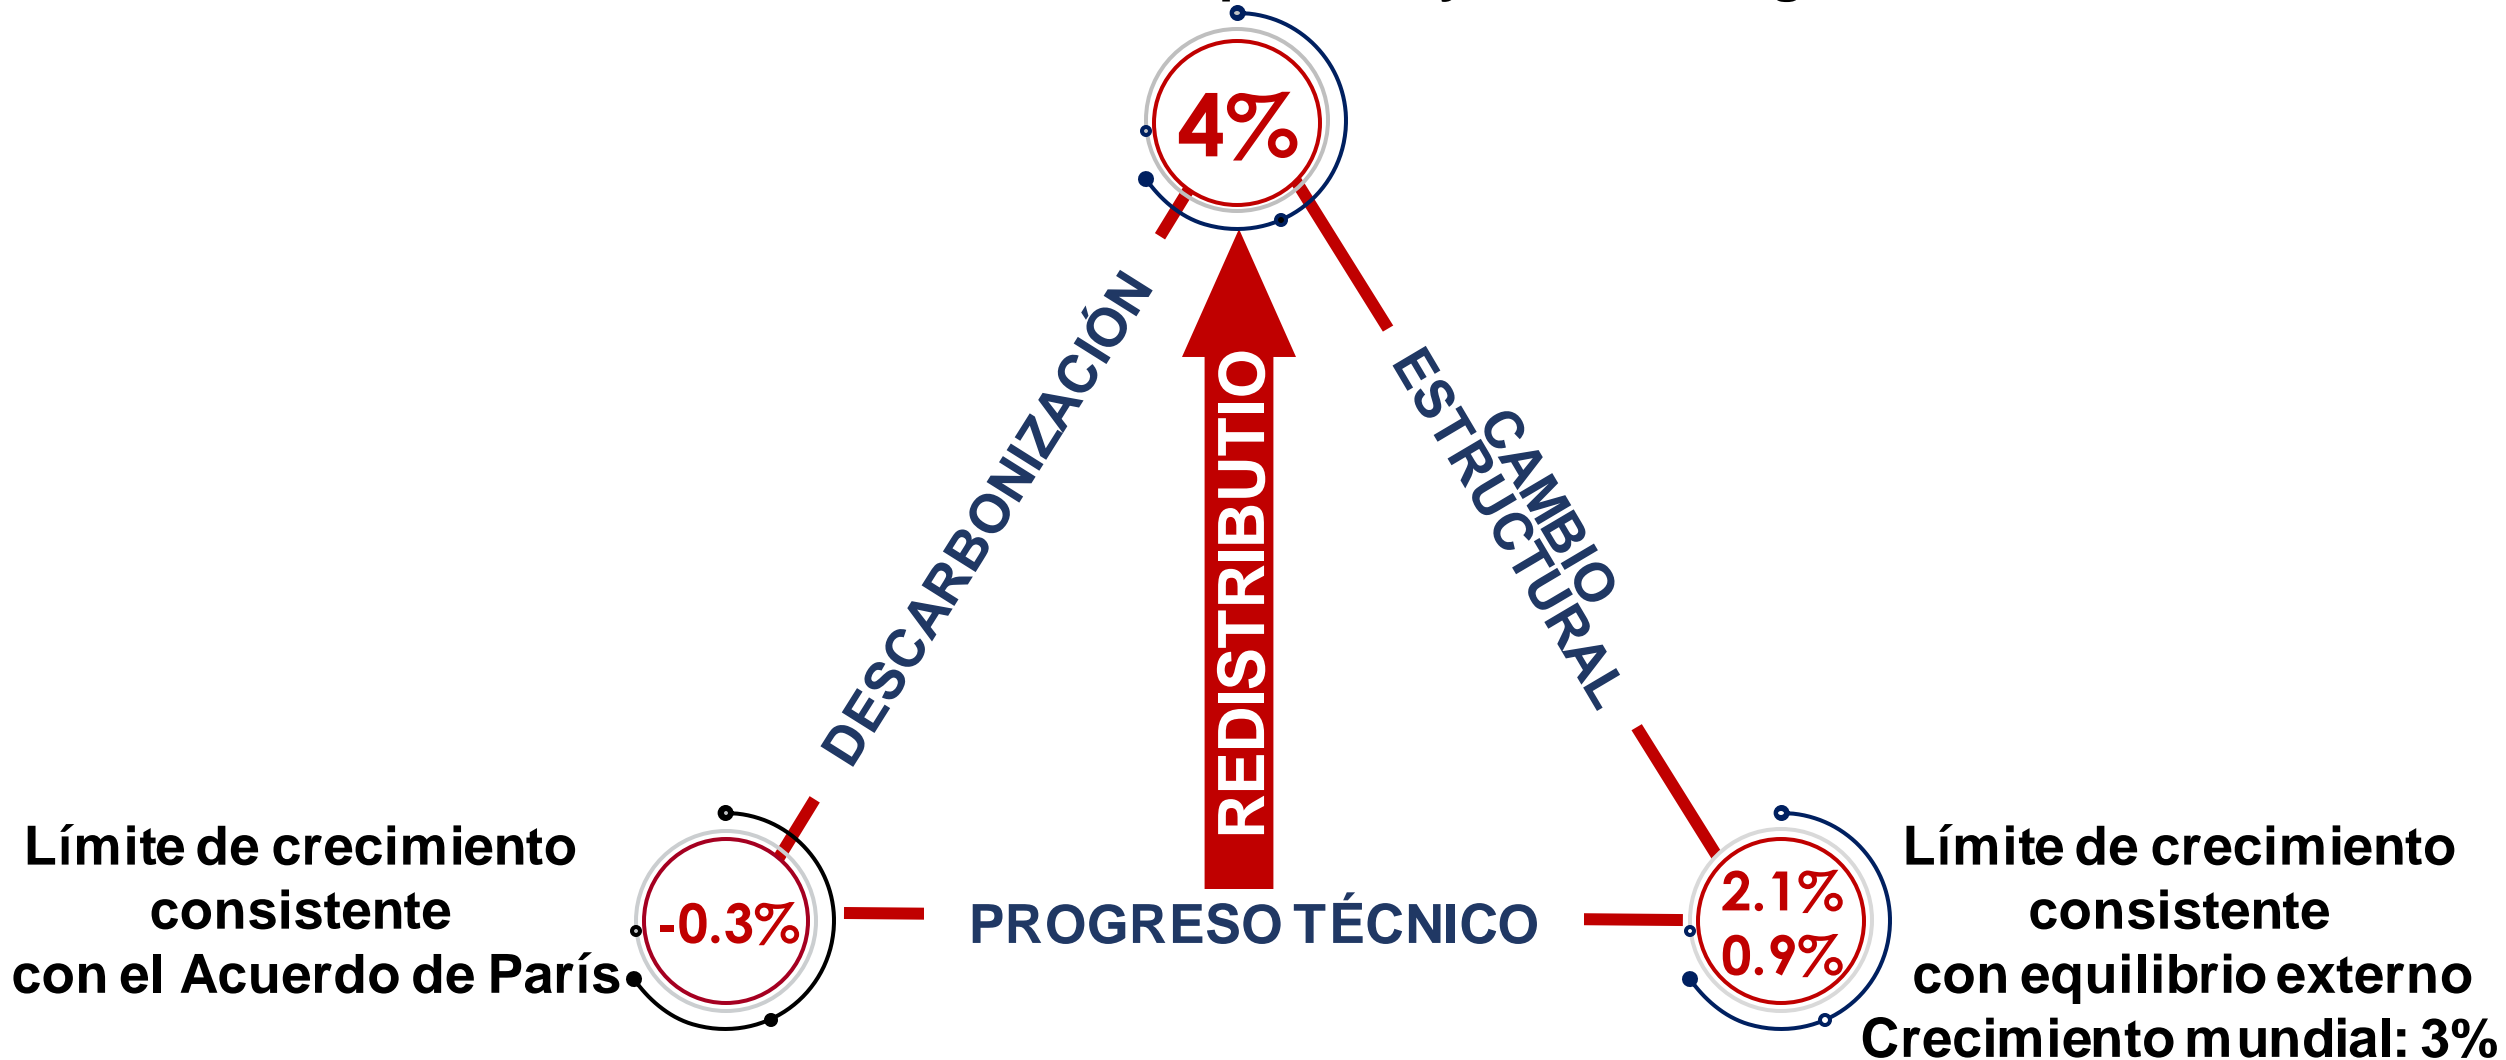 4%
DESCARBONIZACIÓN
REDISTRIBUTIO
CAMBIO
ESTRUCTURAL
Límite de crecimiento
consistente
con el Acuerdo de París
-0.3%
PROGRESO TÉCNICO
2.1%
0.9%
Limite de crecimiento
consistente
con equilibrio externo
Crecimiento mundial: 3%